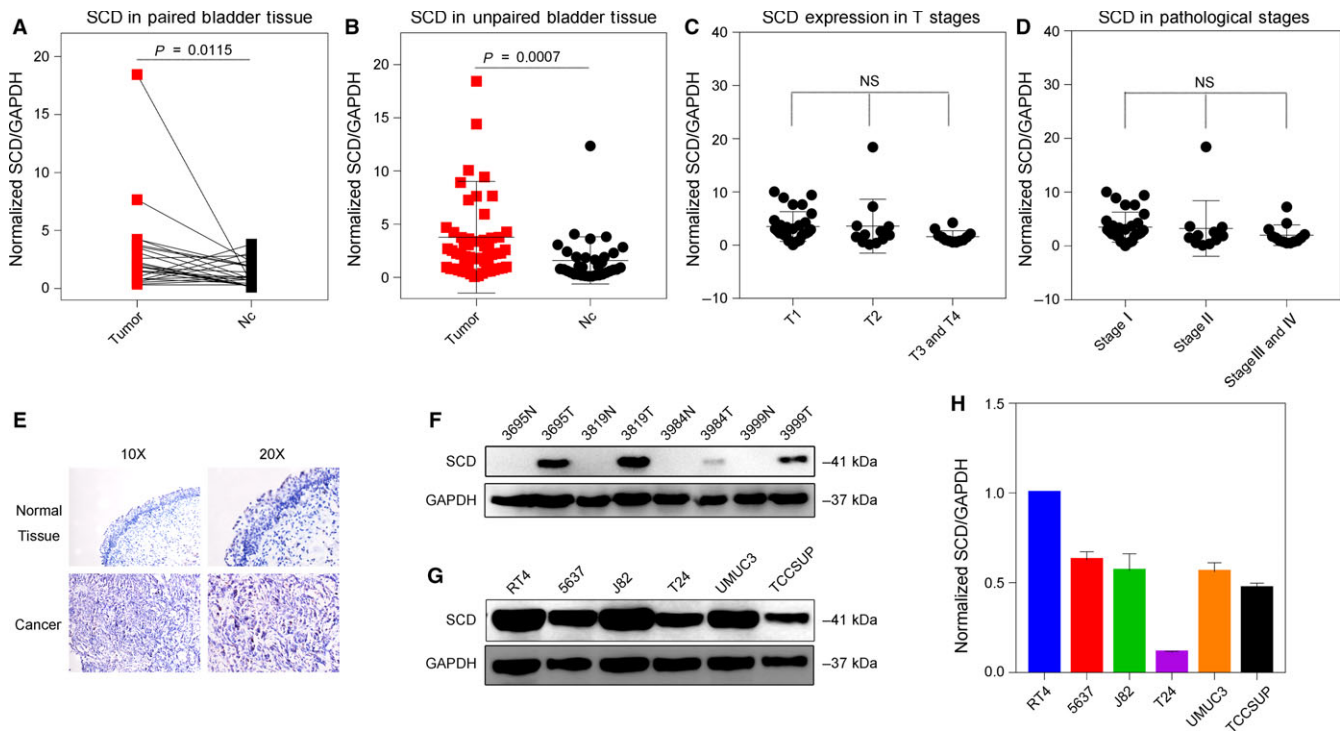 A
SCD in paired bladder tissue
P = 0.0115
Normalized SCD/GAPDH
20
15
10
5
0
Tumor
Nc
B
SCD in unpaired bladder tissue
P = 0.0007
Normalized SCD/GAPDH
20
15
10
5
0
Tumor
Nc
C
SCD expression in T stages
NS
Normalized SCD/GAPDH
40
30
20
10
0
−10
T1
T2
T3 and T4
D
SCD in pathological stages
NS
Normalized SCD/GAPDH
40
30
20
10
0
−10
Stage I
Stage II
Stage III and IV
E
10X
20X
Normal
Tissue
Cancer
F
3695N
3695T
3819N
3819T
3984N
3984T
3999N
3999T
SCD
–41 kDa
GAPDH
–37 kDa
G
RT4
5637
J82
T24
UMUC3
TCCSUP
SCD
–41 kDa
GAPDH
–37 kDa
H
Normalized SCD/GAPDH
1.5
1.0
0.5
0.0
RT4
5637
J82
T24
UMUC3
TCCSUP